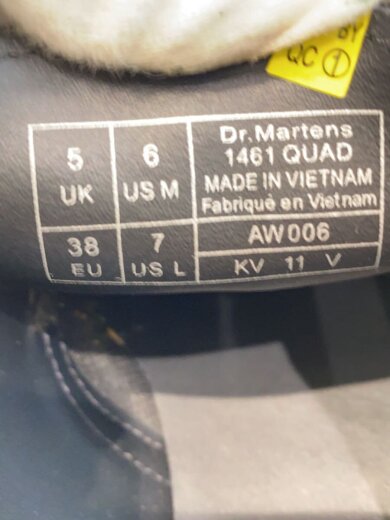 BY
QC 1
5
UK
6
US M
Dr.Martens
1461 QUAD
MADE IN VIETNAM
Fabriqué en Vietnam
38
EU
7
US L
AW006
KV 11 V